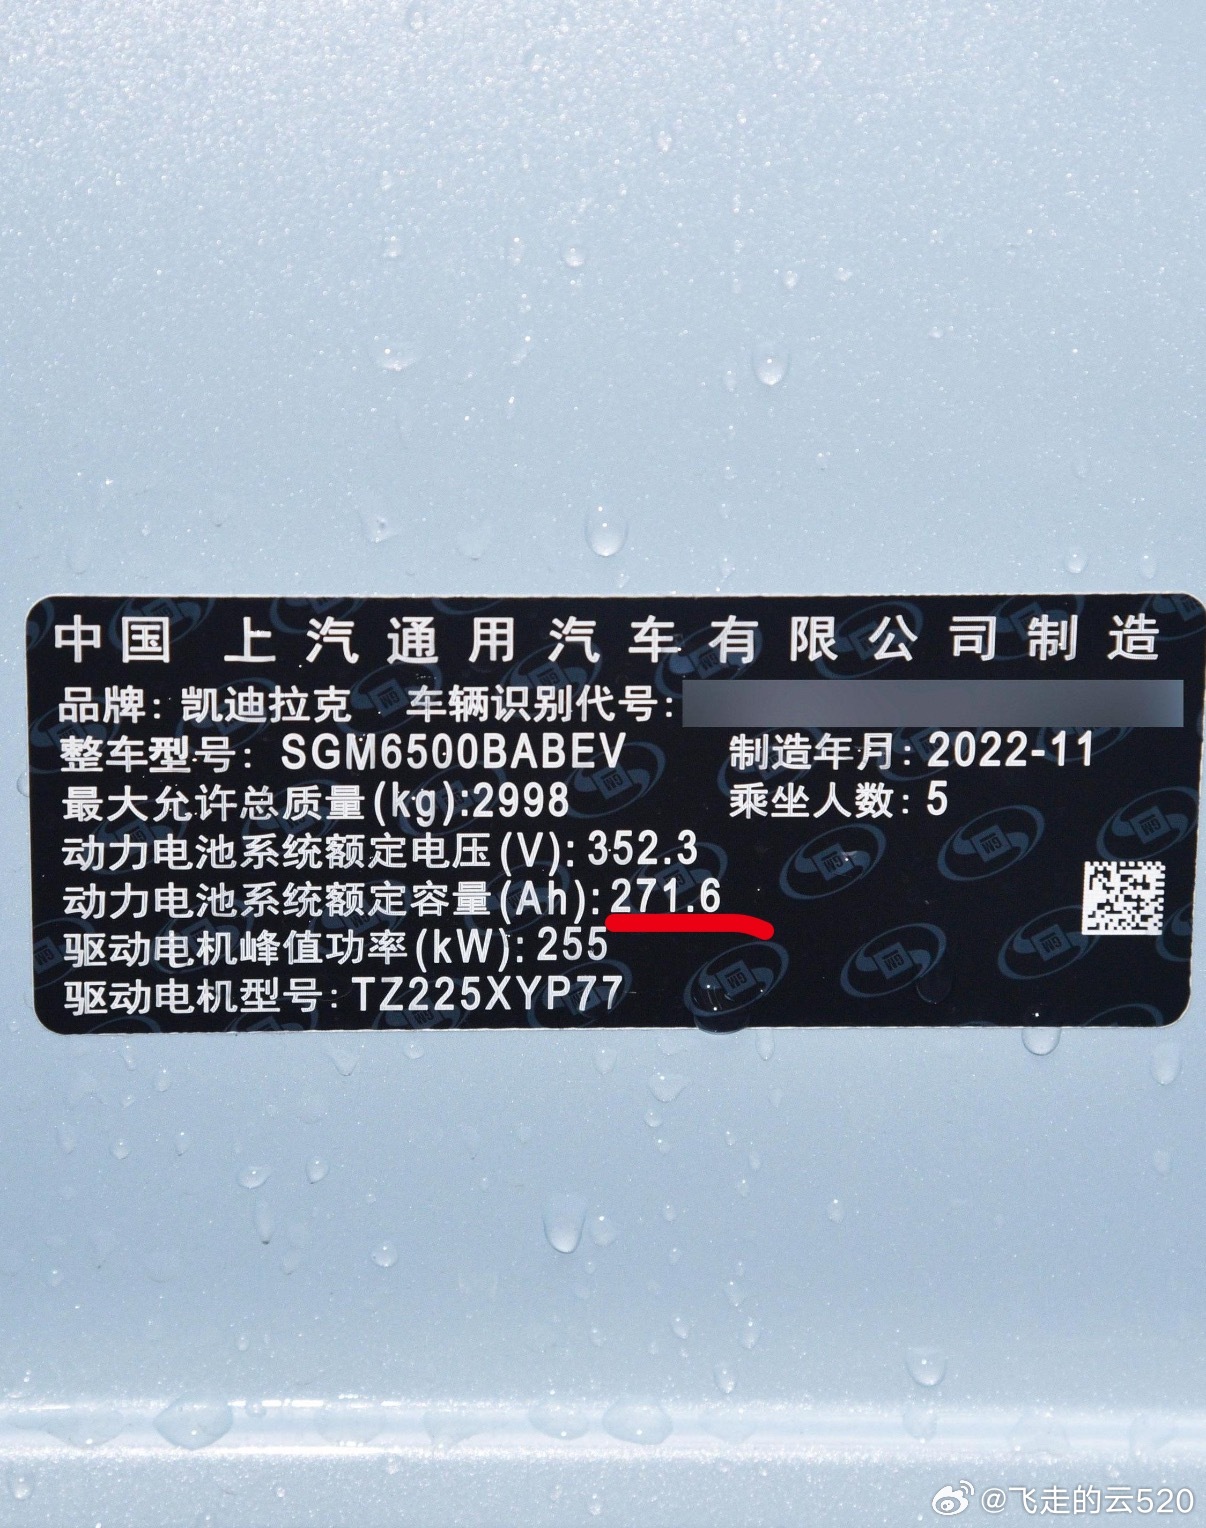 中国 上汽通用汽车有限公司制造
品牌: 凯迪拉克 车辆识别代号:
整车型号: SGM6500BABEV 制造年月: 2022-11
最大允许总质量(kg):2998 乘坐人数: 5
动力电池系统额定电压(V): 352.3
动力电池系统额定容量(Ah): 271.6
驱动电机峰值功率(kW): 255
驱动电机型号: TZ225XYP77
@飞走的云520